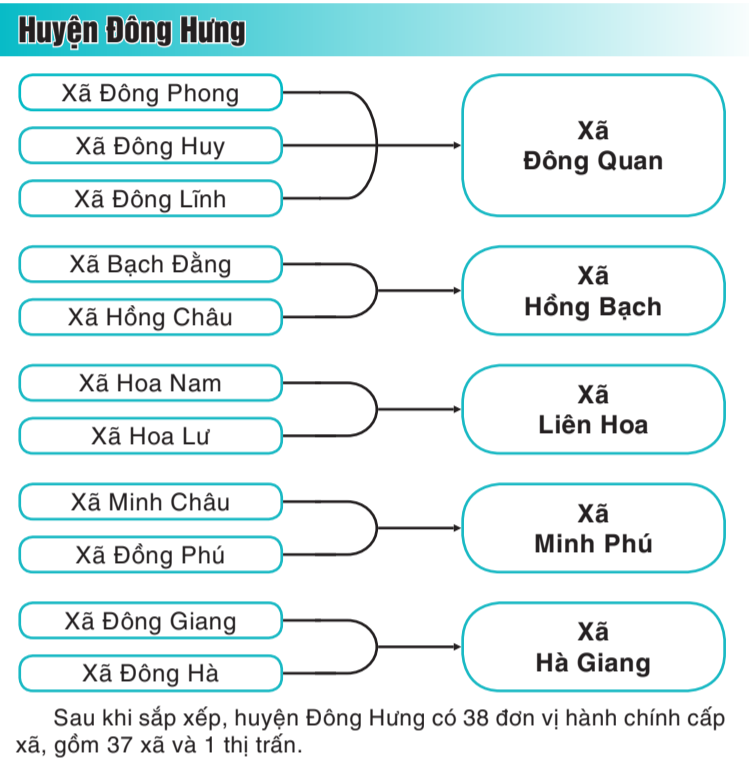 Huyện Đông Hưng
Xã Đông Phong
Xã Đông Huy
Xã Đông Lĩnh
Xã
Đông Quan
Xã Bạch Đằng
Xã Hồng Châu
Xã
Hồng Bạch
Xã Hoa Nam
Xã Hoa Lư
Xã
Liên Hoa
Xã Minh Châu
Xã Đồng Phú
Xã
Minh Phú
Xã Đông Giang
Xã Đông Hà
Xã
Hà Giang
Sau khi sắp xếp, huyện Đông Hưng có 38 đơn vị hành chính cấp
xã, gồm 37 xã và 1 thị trấn.